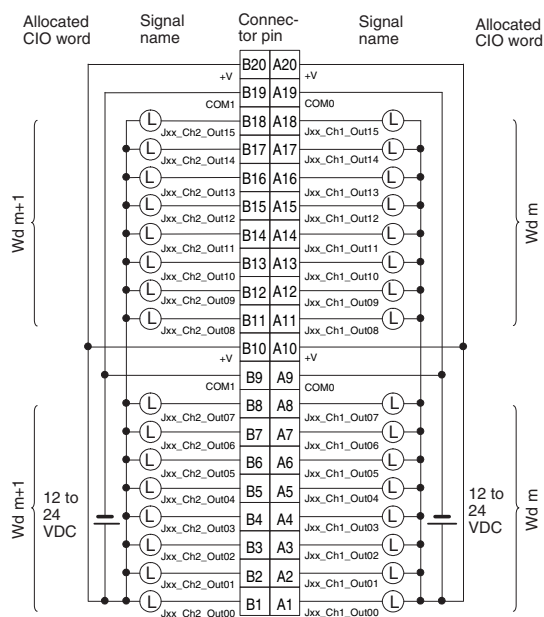 Allocated CIO word Signal name Connec-tor pin Signal name Allocated CIO word
B20 A20
+V +V
B19 A19
COM1 COM0
L B18 A18 L
Jxx_Ch2_Out15 Jxx_Ch1_Out15
L B17 A17 L
Jxx_Ch2_Out14 Jxx_Ch1_Out14
L B16 A16 L
Jxx_Ch2_Out13 Jxx_Ch1_Out13
L B15 A15 L
Jxx_Ch2_Out12 Jxx_Ch1_Out12
Wd m+1 L B14 A14 L Wd m
Jxx_Ch2_Out11 Jxx_Ch1_Out11
L B13 A13 L
Jxx_Ch2_Out10 Jxx_Ch1_Out10
L B12 A12 L
Jxx_Ch2_Out09 Jxx_Ch1_Out09
L B11 A11 L
Jxx_Ch2_Out08 Jxx_Ch1_Out08
B10 A10
+V +V
B9 A9
COM1 COM0
L B8 A8 L
Jxx_Ch2_Out07 Jxx_Ch1_Out07
L B7 A7 L
Jxx_Ch2_Out06 Jxx_Ch1_Out06
L B6 A6 L
Jxx_Ch2_Out05 Jxx_Ch1_Out05
L B5 A5 L
Jxx_Ch2_Out04 Jxx_Ch1_Out04
Wd m+1 12 to 24 VDC L B4 A4 L 12 to 24 VDC Wd m
Jxx_Ch2_Out03 Jxx_Ch1_Out03
L B3 A3 L
Jxx_Ch2_Out02 Jxx_Ch1_Out02
L B2 A2 L
Jxx_Ch2_Out01 Jxx_Ch1_Out01
L B1 A1 L
Jxx_Ch2_Out00 Jxx_Ch1_Out00